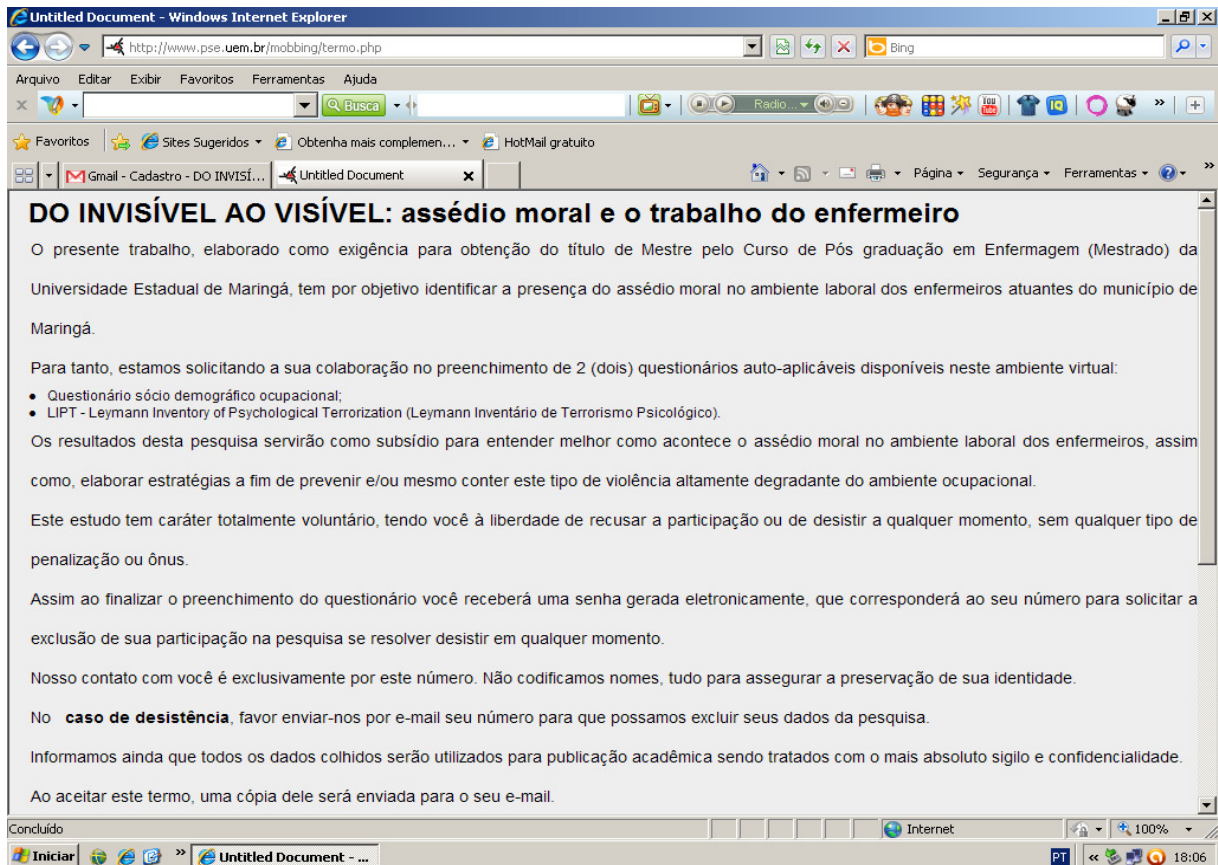 Untitled Document - Windows Internet Explorer
http://www.pse.uem.br/mobbing/termo.php
Bing
Arquivo Editar Exibir Favoritos Ferramentas Ajuda
Busca Radio...
Favoritos Sites Sugeridos Obtenha mais complemen... HotMail gratuito
Gmail - Cadastro - DO INVISÍ... Untitled Document Página Segurança Ferramentas
DO INVISÍVEL AO VISÍVEL: assédio moral e o trabalho do enfermeiro
O presente trabalho, elaborado como exigência para obtenção do título de Mestre pelo Curso de Pós graduação em Enfermagem (Mestrado) da
Universidade Estadual de Maringá, tem por objetivo identificar a presença do assédio moral no ambiente laboral dos enfermeiros atuantes do município de
Maringá.
Para tanto, estamos solicitando a sua colaboração no preenchimento de 2 (dois) questionários auto-aplicáveis disponíveis neste ambiente virtual:
• Questionário sócio demográfico ocupacional;
• LIPT - Leymann Inventory of Psychological Terrorization (Leymann Inventário de Terrorismo Psicológico).
Os resultados desta pesquisa servirão como subsídio para entender melhor como acontece o assédio moral no ambiente laboral dos enfermeiros, assim
como, elaborar estratégias a fim de prevenir e/ou mesmo conter este tipo de violência altamente degradante do ambiente ocupacional.
Este estudo tem caráter totalmente voluntário, tendo você à liberdade de recusar a participação ou de desistir a qualquer momento, sem qualquer tipo de
penalização ou ônus.
Assim ao finalizar o preenchimento do questionário você receberá uma senha gerada eletronicamente, que corresponderá ao seu número para solicitar a
exclusão de sua participação na pesquisa se resolver desistir em qualquer momento.
Nosso contato com você é exclusivamente por este número. Não codificamos nomes, tudo para assegurar a preservação de sua identidade.
No caso de desistência, favor enviar-nos por e-mail seu número para que possamos excluir seus dados da pesquisa.
Informamos ainda que todos os dados colhidos serão utilizados para publicação acadêmica sendo tratados com o mais absoluto sigilo e confidencialidade.
Ao aceitar este termo, uma cópia dele será enviada para o seu e-mail.
Concluído Internet 100%
Iniciar Untitled Document - ... PT 18:06